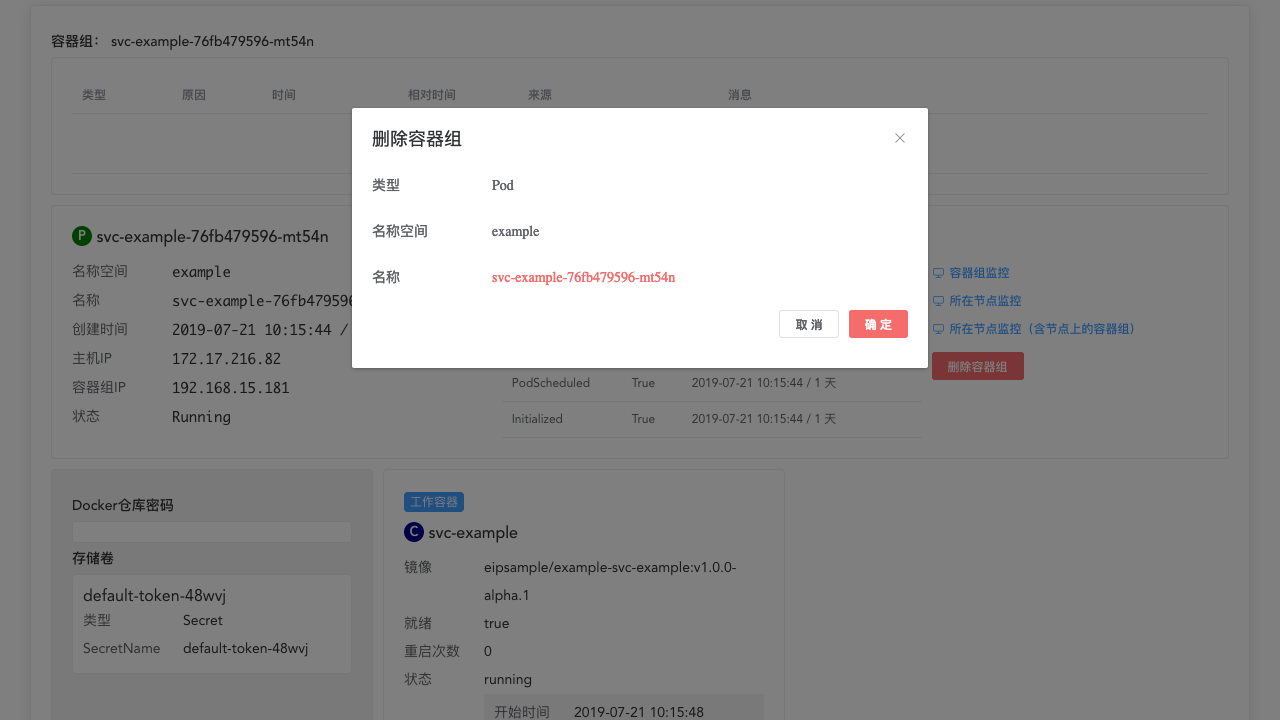 容器组： svc-example-76fb479596-mt54n
类型 原因 时间 相对时间 来源 消息
删除容器组
类型 Pod
名称空间 example
名称 svc-example-76fb479596-mt54n
取 消 确 定
P svc-example-76fb479596-mt54n
名称空间 example
名称 svc-example-76fb479596
创建时间 2019-07-21 10:15:44 /
主机IP 172.17.216.82
容器组IP 192.168.15.181
状态 Running
PodScheduled True 2019-07-21 10:15:44 / 1 天
Initialized True 2019-07-21 10:15:44 / 1 天
容器组监控
所在节点监控
所在节点监控（含节点上的容器组）
删除容器组
Docker仓库密码
存储卷
default-token-48wvj
类型 Secret
SecretName default-token-48wvj
工作容器
C svc-example
镜像 eipsample/example-svc-example:v1.0.0-
alpha.1
就绪 true
重启次数 0
状态 running
开始时间 2019-07-21 10:15:48